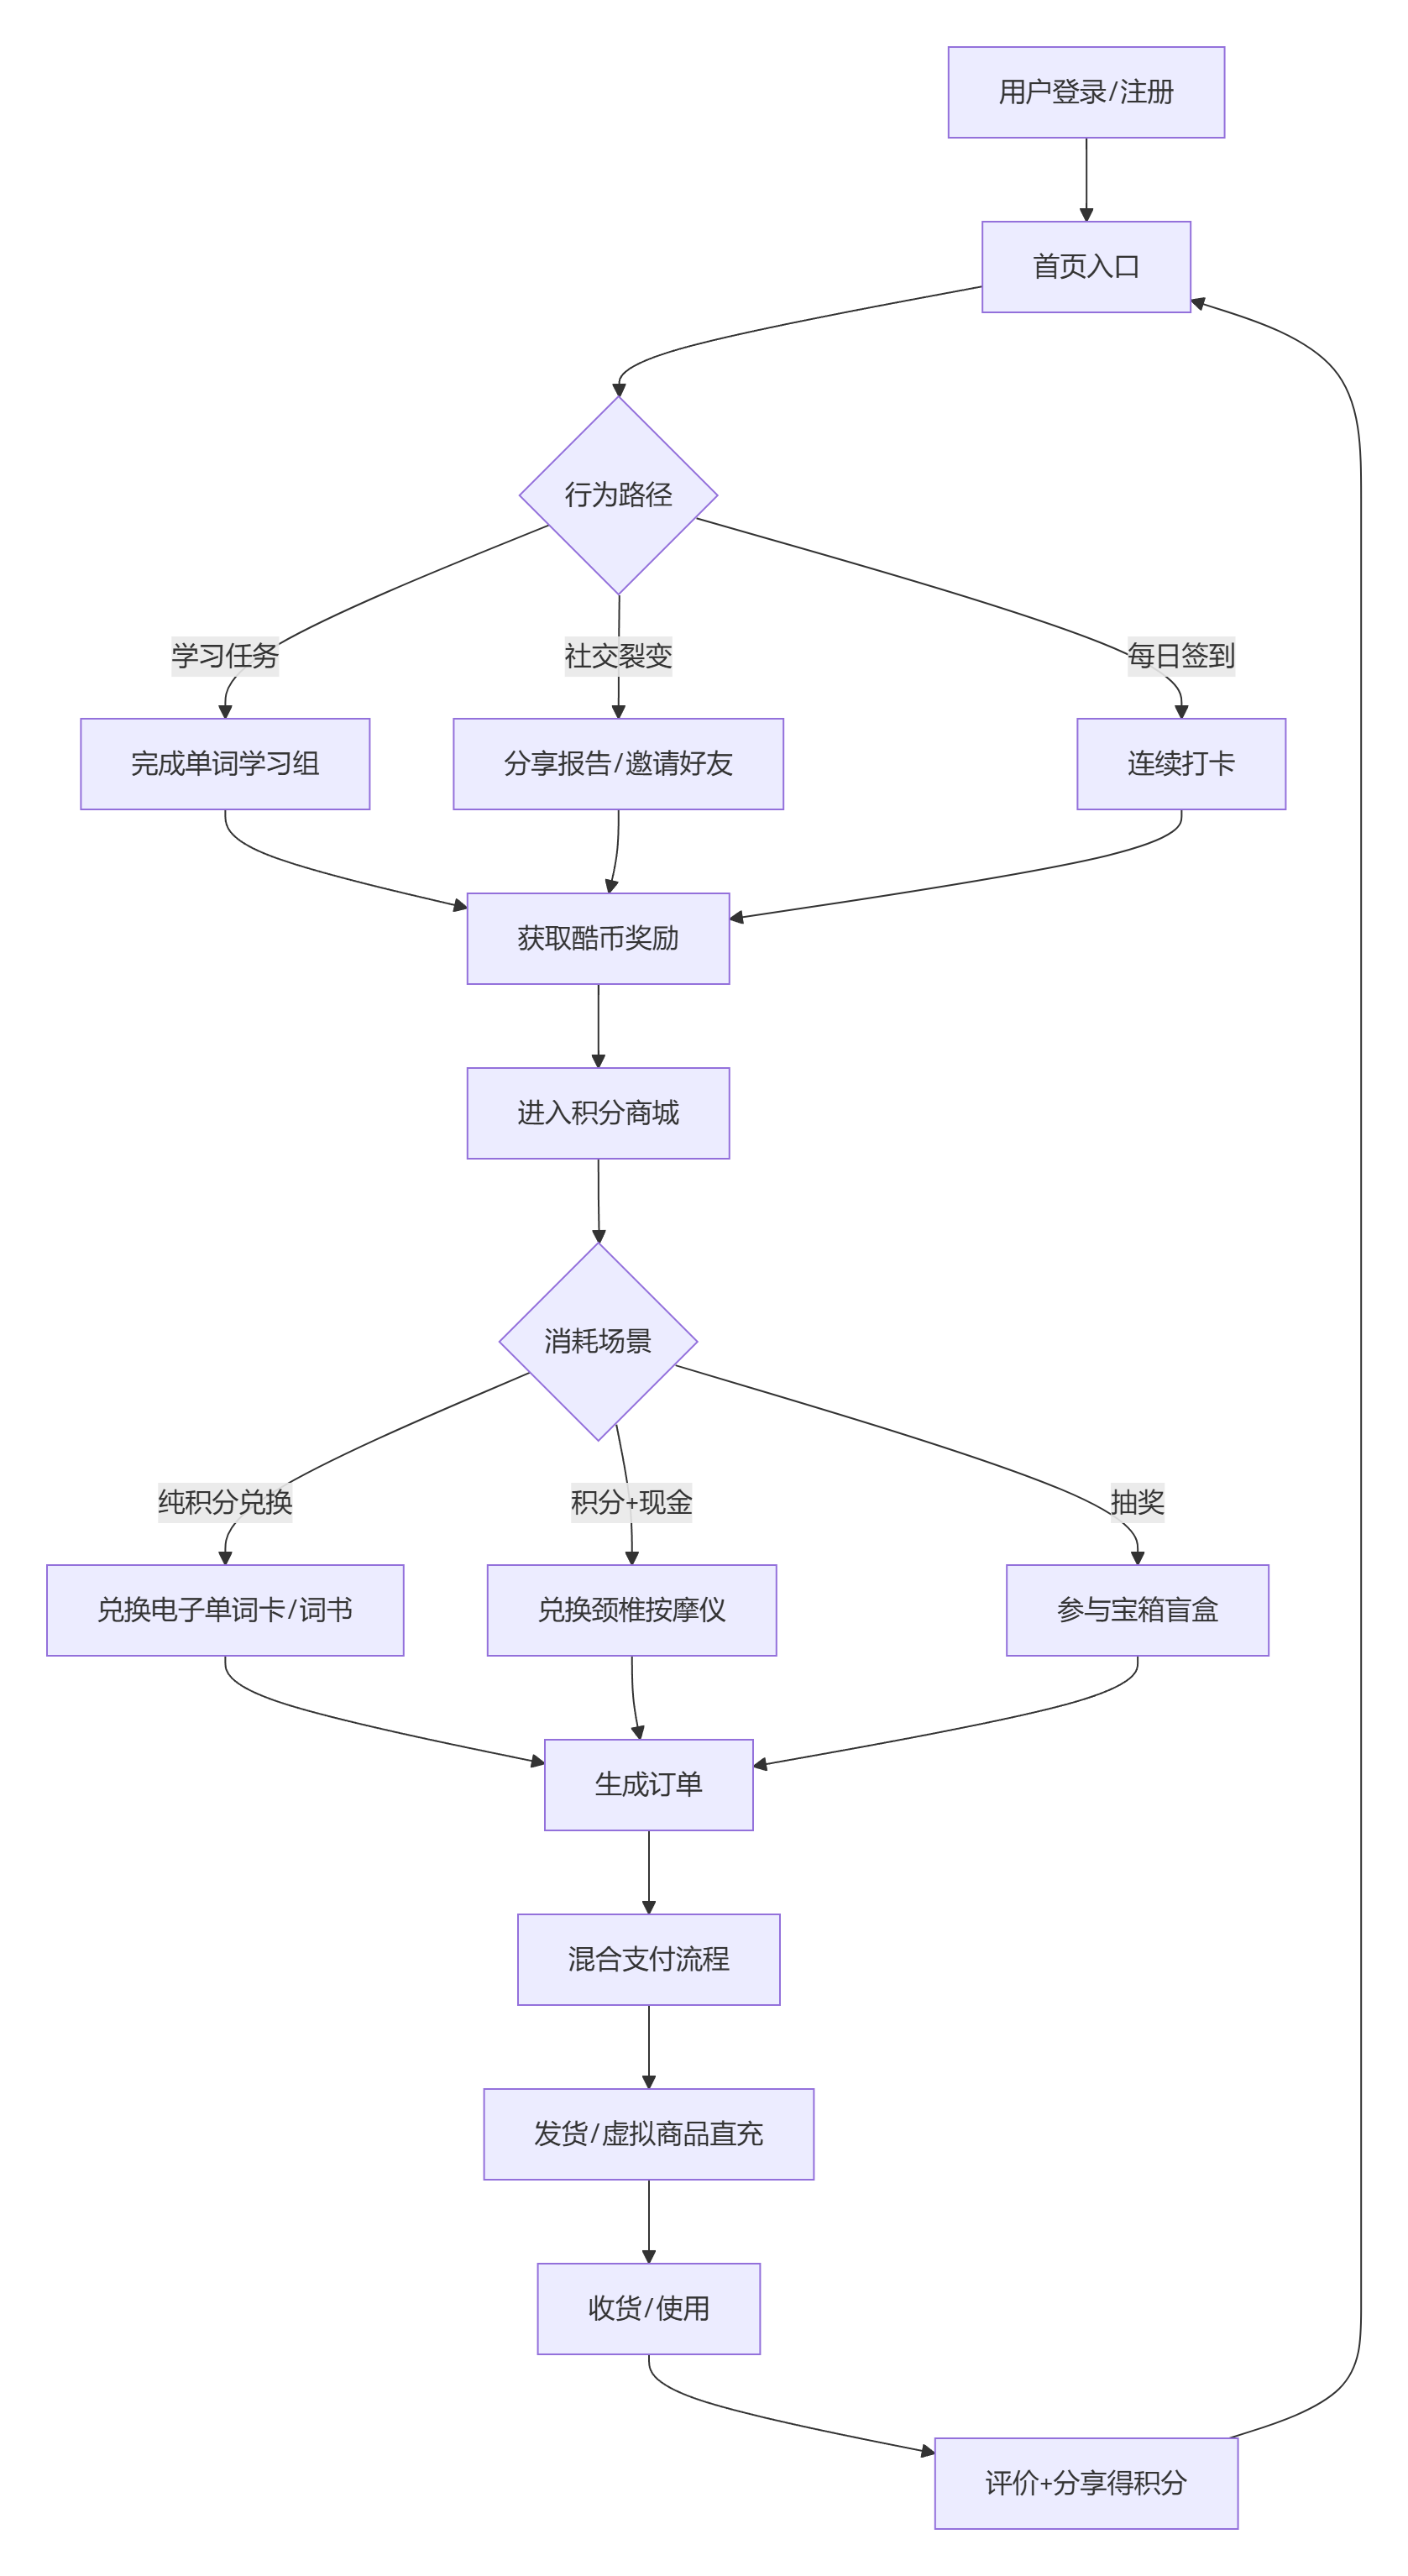 用户登录/注册
首页入口
行为路径
学习任务
社交裂变
每日签到
完成单词学习组
分享报告/邀请好友
连续打卡
获取酷币奖励
进入积分商城
消耗场景
纯积分兑换
积分+现金
抽奖
兑换电子单词卡/词书
兑换颈椎按摩仪
参与宝箱盲盒
生成订单
混合支付流程
发货/虚拟商品直充
收货/使用
评价+分享得积分